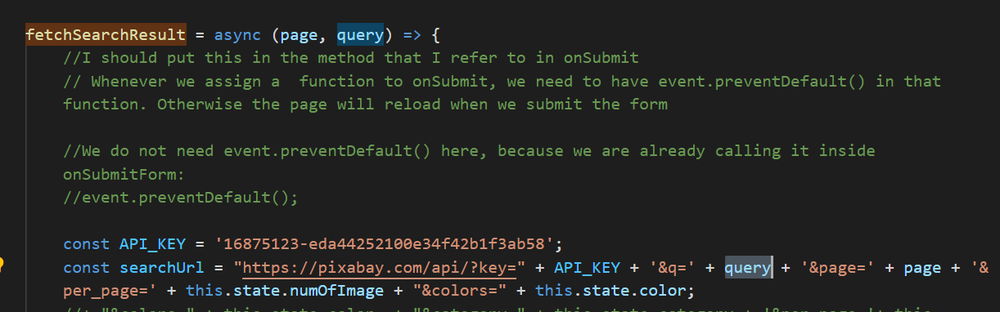 fetchSearchResult = async (page, query) => {
//I should put this in the method that I refer to in onSubmit
// Whenever we assign a  function to onSubmit, we need to have event.preventDefault() in that
function. Otherwise the page will reload when we submit the form
//We do not need event.preventDefault() here, because we are already calling it inside
onSubmitForm:
//event.preventDefault();
const API_KEY = '16875123-eda44252100e34f42b1f3ab58';
const searchUrl = "https://pixabay.com/api/?key=" + API_KEY + '&q=' + query + '&page=' + page + '&
per_page=' + this.state.numOfImage + "&colors=" + this.state.color;